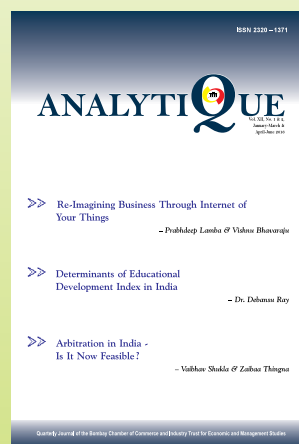 ISSN 2320-1371
ANALYTIQUE
Vol. XII, No. 1 & 2,
January-March &
April-June 2018
Re-Imagining Business Through Internet of
Your Things
– Prabhdeep Lamba & Vishnu Bhavaraju
Determinants of Educational
Development Index in India
– Dr. Debansu Ray
Arbitration in India -
Is It Now Feasible?
– Vaibhav Shukla & Zaibua Thingna
Quarterly Journal of the Bombay Chamber of Commerce and Industry Trust for Economic and Management Studies